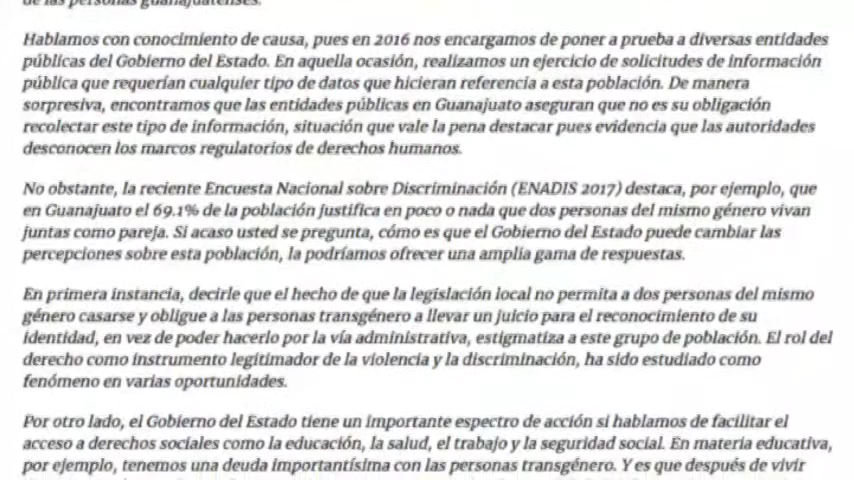 de las personas guanajuatenses.
Hablamos con conocimiento de causa, pues en 2016 nos encargamos de poner a prueba a diversas entidades
públicas del Gobierno del Estado. En aquella ocasión, realizamos un ejercicio de solicitudes de información
pública que requerían cualquier tipo de datos que hicieran referencia a esta población. De manera
sorpresiva, encontramos que las entidades públicas en Guanajuato aseguran que no es su obligación
recolectar este tipo de información, situación que vale la pena destacar pues evidencia que las autoridades
desconocen los marcos regulatorios de derechos humanos.
No obstante, la reciente Encuesta Nacional sobre Discriminación (ENADIS 2017) destaca, por ejemplo, que
en Guanajuato el 69.1% de la población justifica en poco o nada que dos personas del mismo género vivan
juntas como pareja. Si acaso usted se pregunta, cómo es que el Gobierno del Estado puede cambiar las
percepciones sobre esta población, la podríamos ofrecer una amplia gama de respuestas.
En primera instancia, decirle que el hecho de que la legislación local no permita a dos personas del mismo
género casarse y obligue a las personas transgénero a llevar un juicio para el reconocimiento de su
identidad, en vez de poder hacerlo por la vía administrativa, estigmatiza a este grupo de población. El rol del
derecho como instrumento legitimador de la violencia y la discriminación, ha sido estudiado como
fenómeno en varias oportunidades.
Por otro lado, el Gobierno del Estado tiene un importante espectro de acción si hablamos de facilitar el
acceso a derechos sociales como la educación, la salud, el trabajo y la seguridad social. En materia educativa,
por ejemplo, tenemos una deuda importantísima con las personas transgénero. Y es que después de vivir